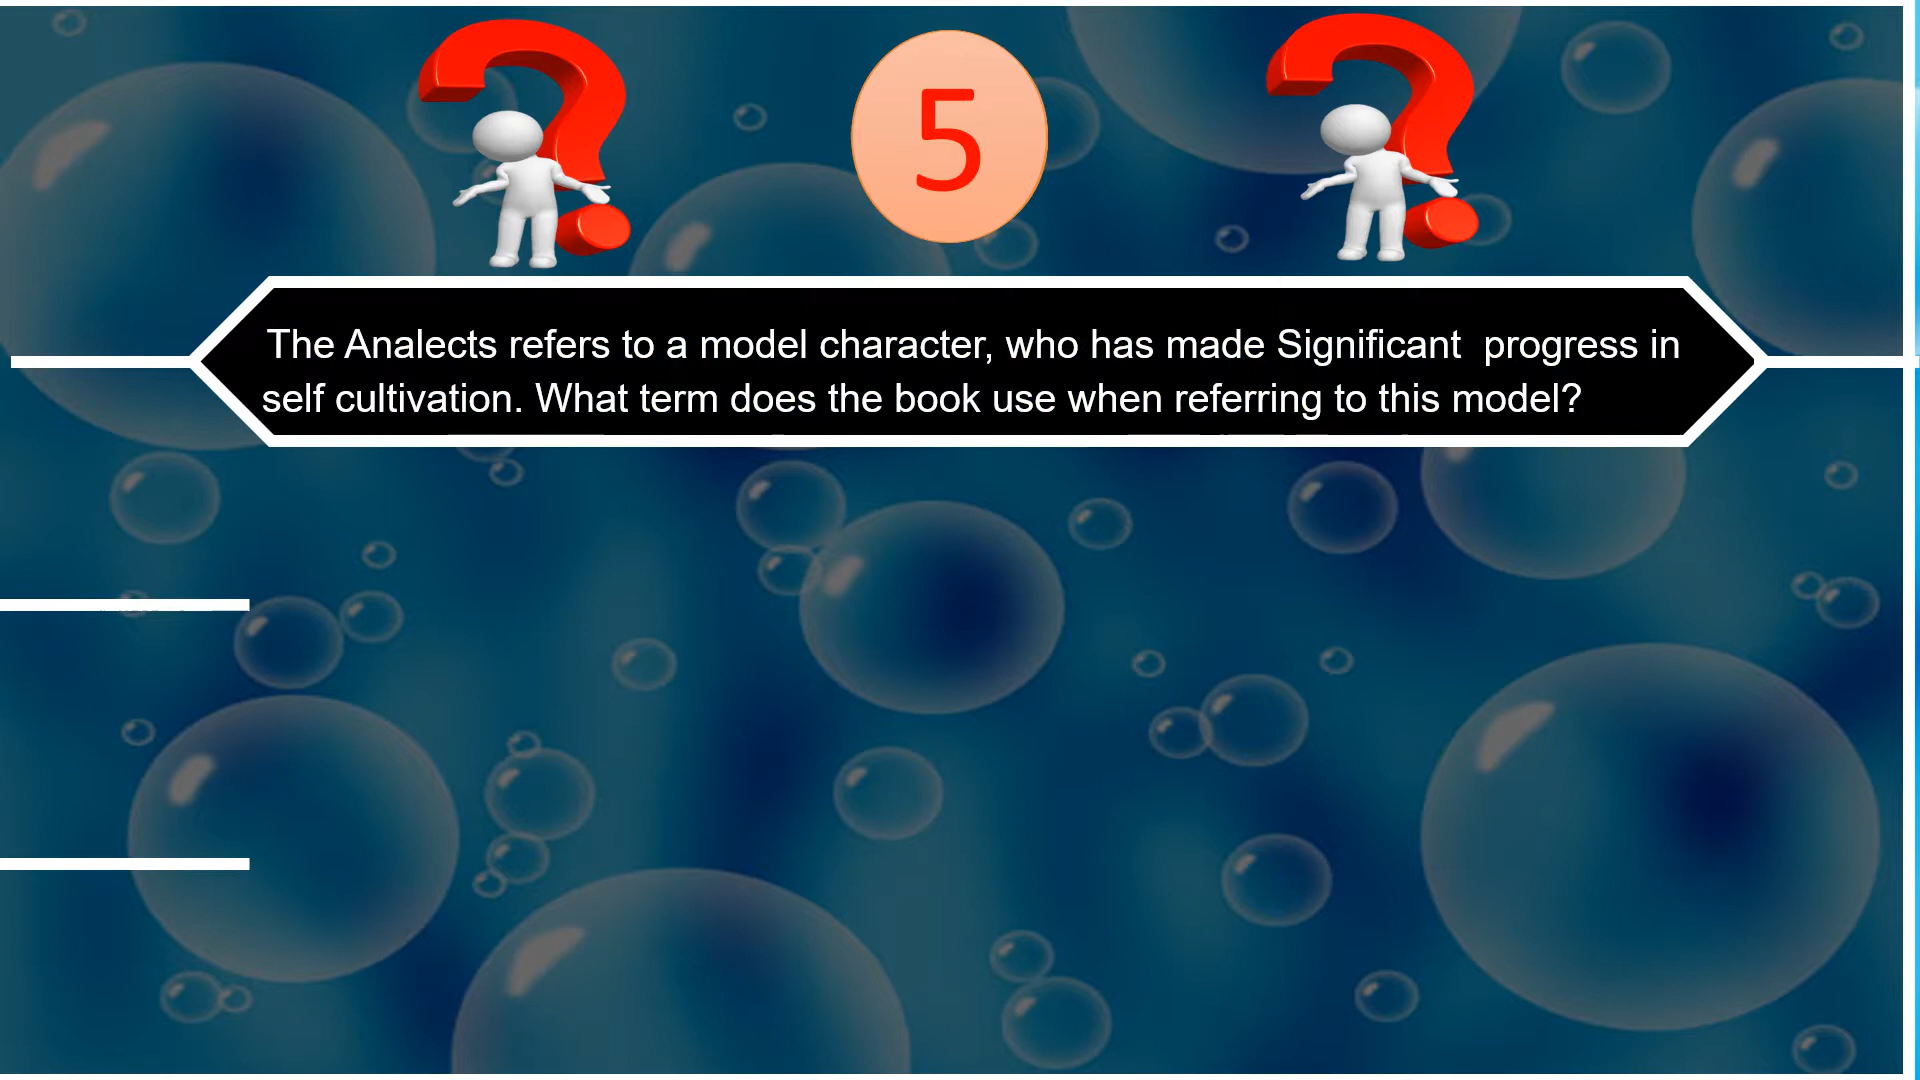 5
The Analects refers to a model character, who has made Significant  progress in
self cultivation. What term does the book use when referring to this model?